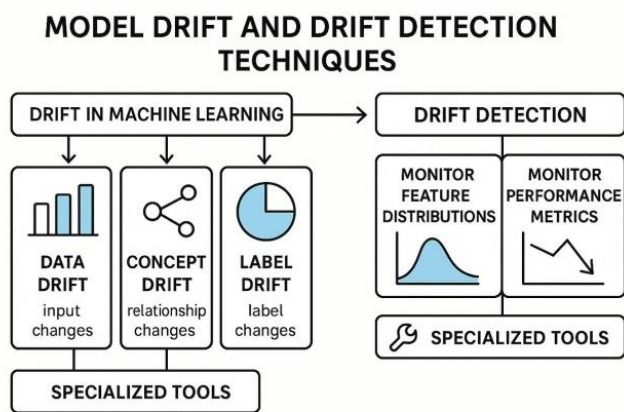 MODEL DRIFT AND DRIFT DETECTION
TECHNIQUES
DRIFT IN MACHINE LEARNING
DATA
DRIFT
input
changes
CONCEPT
DRIFT
relationship
changes
LABEL
DRIFT
label
changes
SPECIALIZED TOOLS
DRIFT DETECTION
MONITOR
FEATURE
DISTRIBUTIONS
MONITOR
PERFORMANCE
METRICS
SPECIALIZED TOOLS